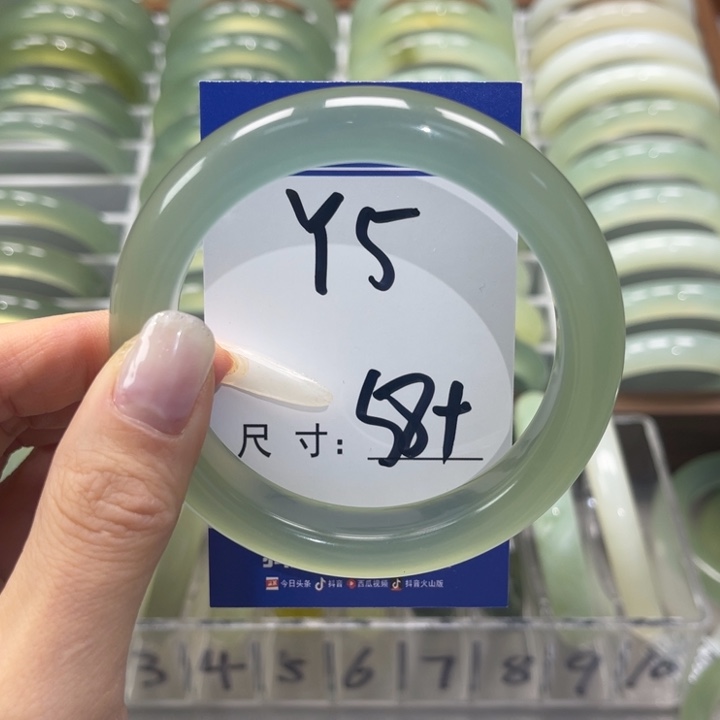 Y5
尺 寸: 58+
今日头条 抖音 西瓜视频 抖音火山版
3 4 5 6 7 8 9 10